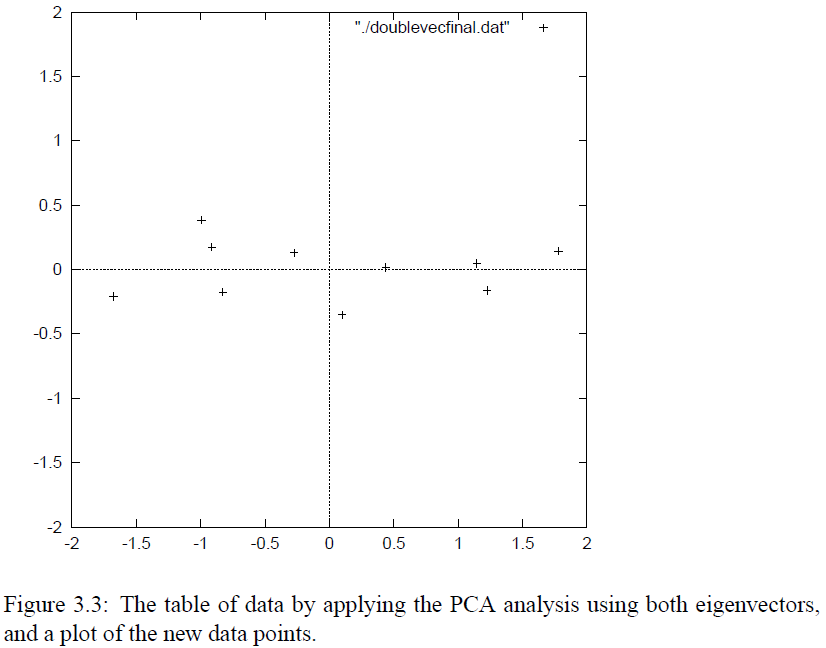 2
"./doublevecfinal.dat"
1.5
1
0.5
0
-0.5
-1
-1.5
-2
-2 -1.5 -1 -0.5 0 0.5 1 1.5 2
Figure 3.3: The table of data by applying the PCA analysis using both eigenvectors,
and a plot of the new data points.